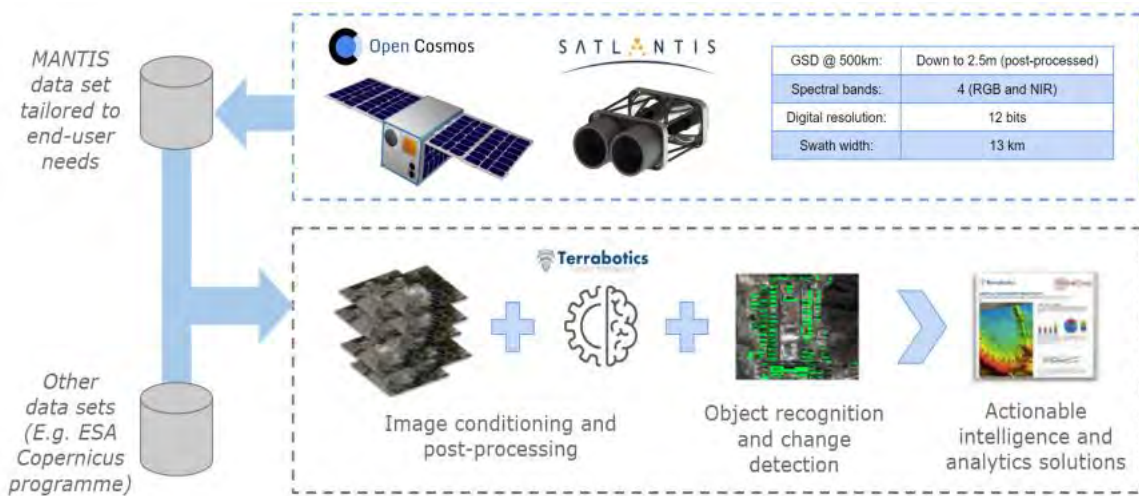 MANTIS
data set
tailored to
end-user
needs
Open Cosmos
SATLANTIS
GSD @ 500km: Down to 2.5m (post-processed)
Spectral bands: 4 (RGB and NIR)
Digital resolution: 12 bits
Swath width: 13 km
Terrabotics
Image conditioning and
post-processing
Object recognition
and change
detection
Actionable
intelligence and
analytics solutions
Terrabotics
Other
data sets
(E.g. ESA
Copernicus
programme)